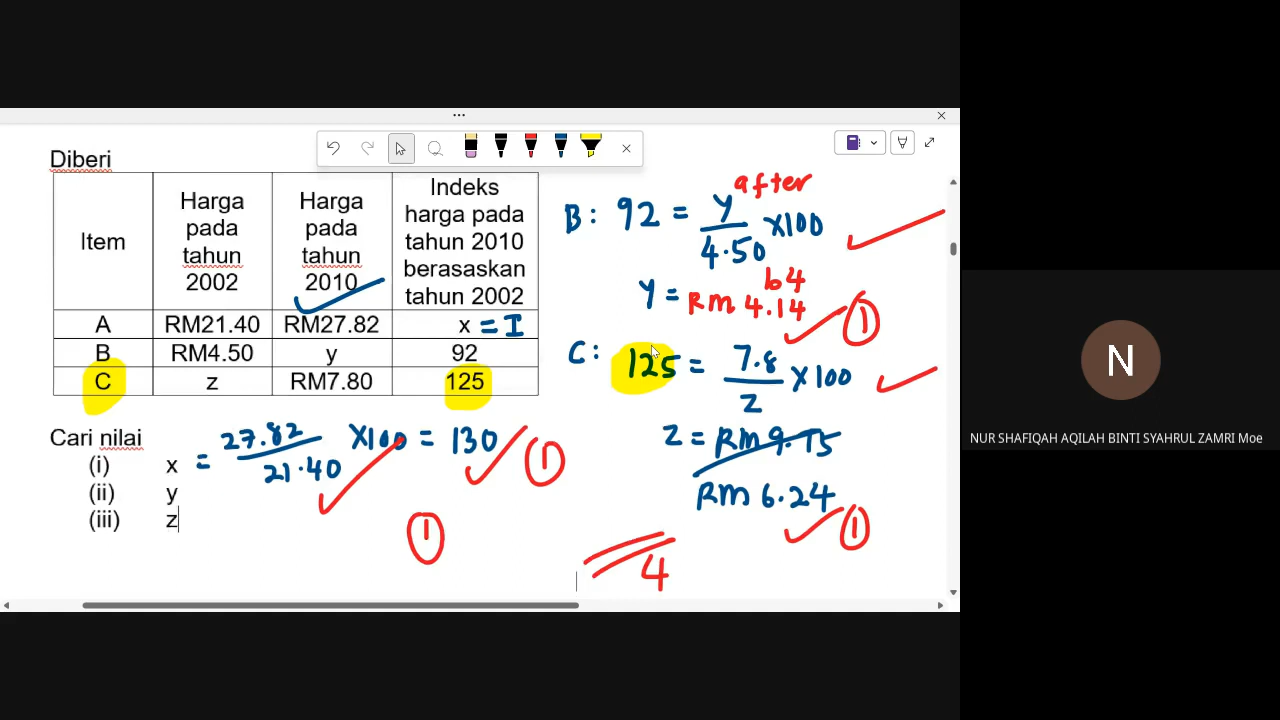 Diberi
Item
Harga pada tahun 2002
Harga pada tahun 2010
Indeks harga pada tahun 2010 berasaskan tahun 2002
A RM21.40 RM27.82 x = I
B RM4.50 y 92
C z RM7.80 125
Cari nilai
(i) x = 27.82 / 21.40 ×100 = 130 ①
(ii) y
(iii) z
①
after
B: 92 = y / 4.50 ×100
b4
y = RM 4.14 ①
C: 125 = 7.8 / z ×100
z = RM 9.75
RM 6.24 ①
4
N
NUR SHAFIQAH AQILAH BINTI SYAHRUL ZAMRI Moe